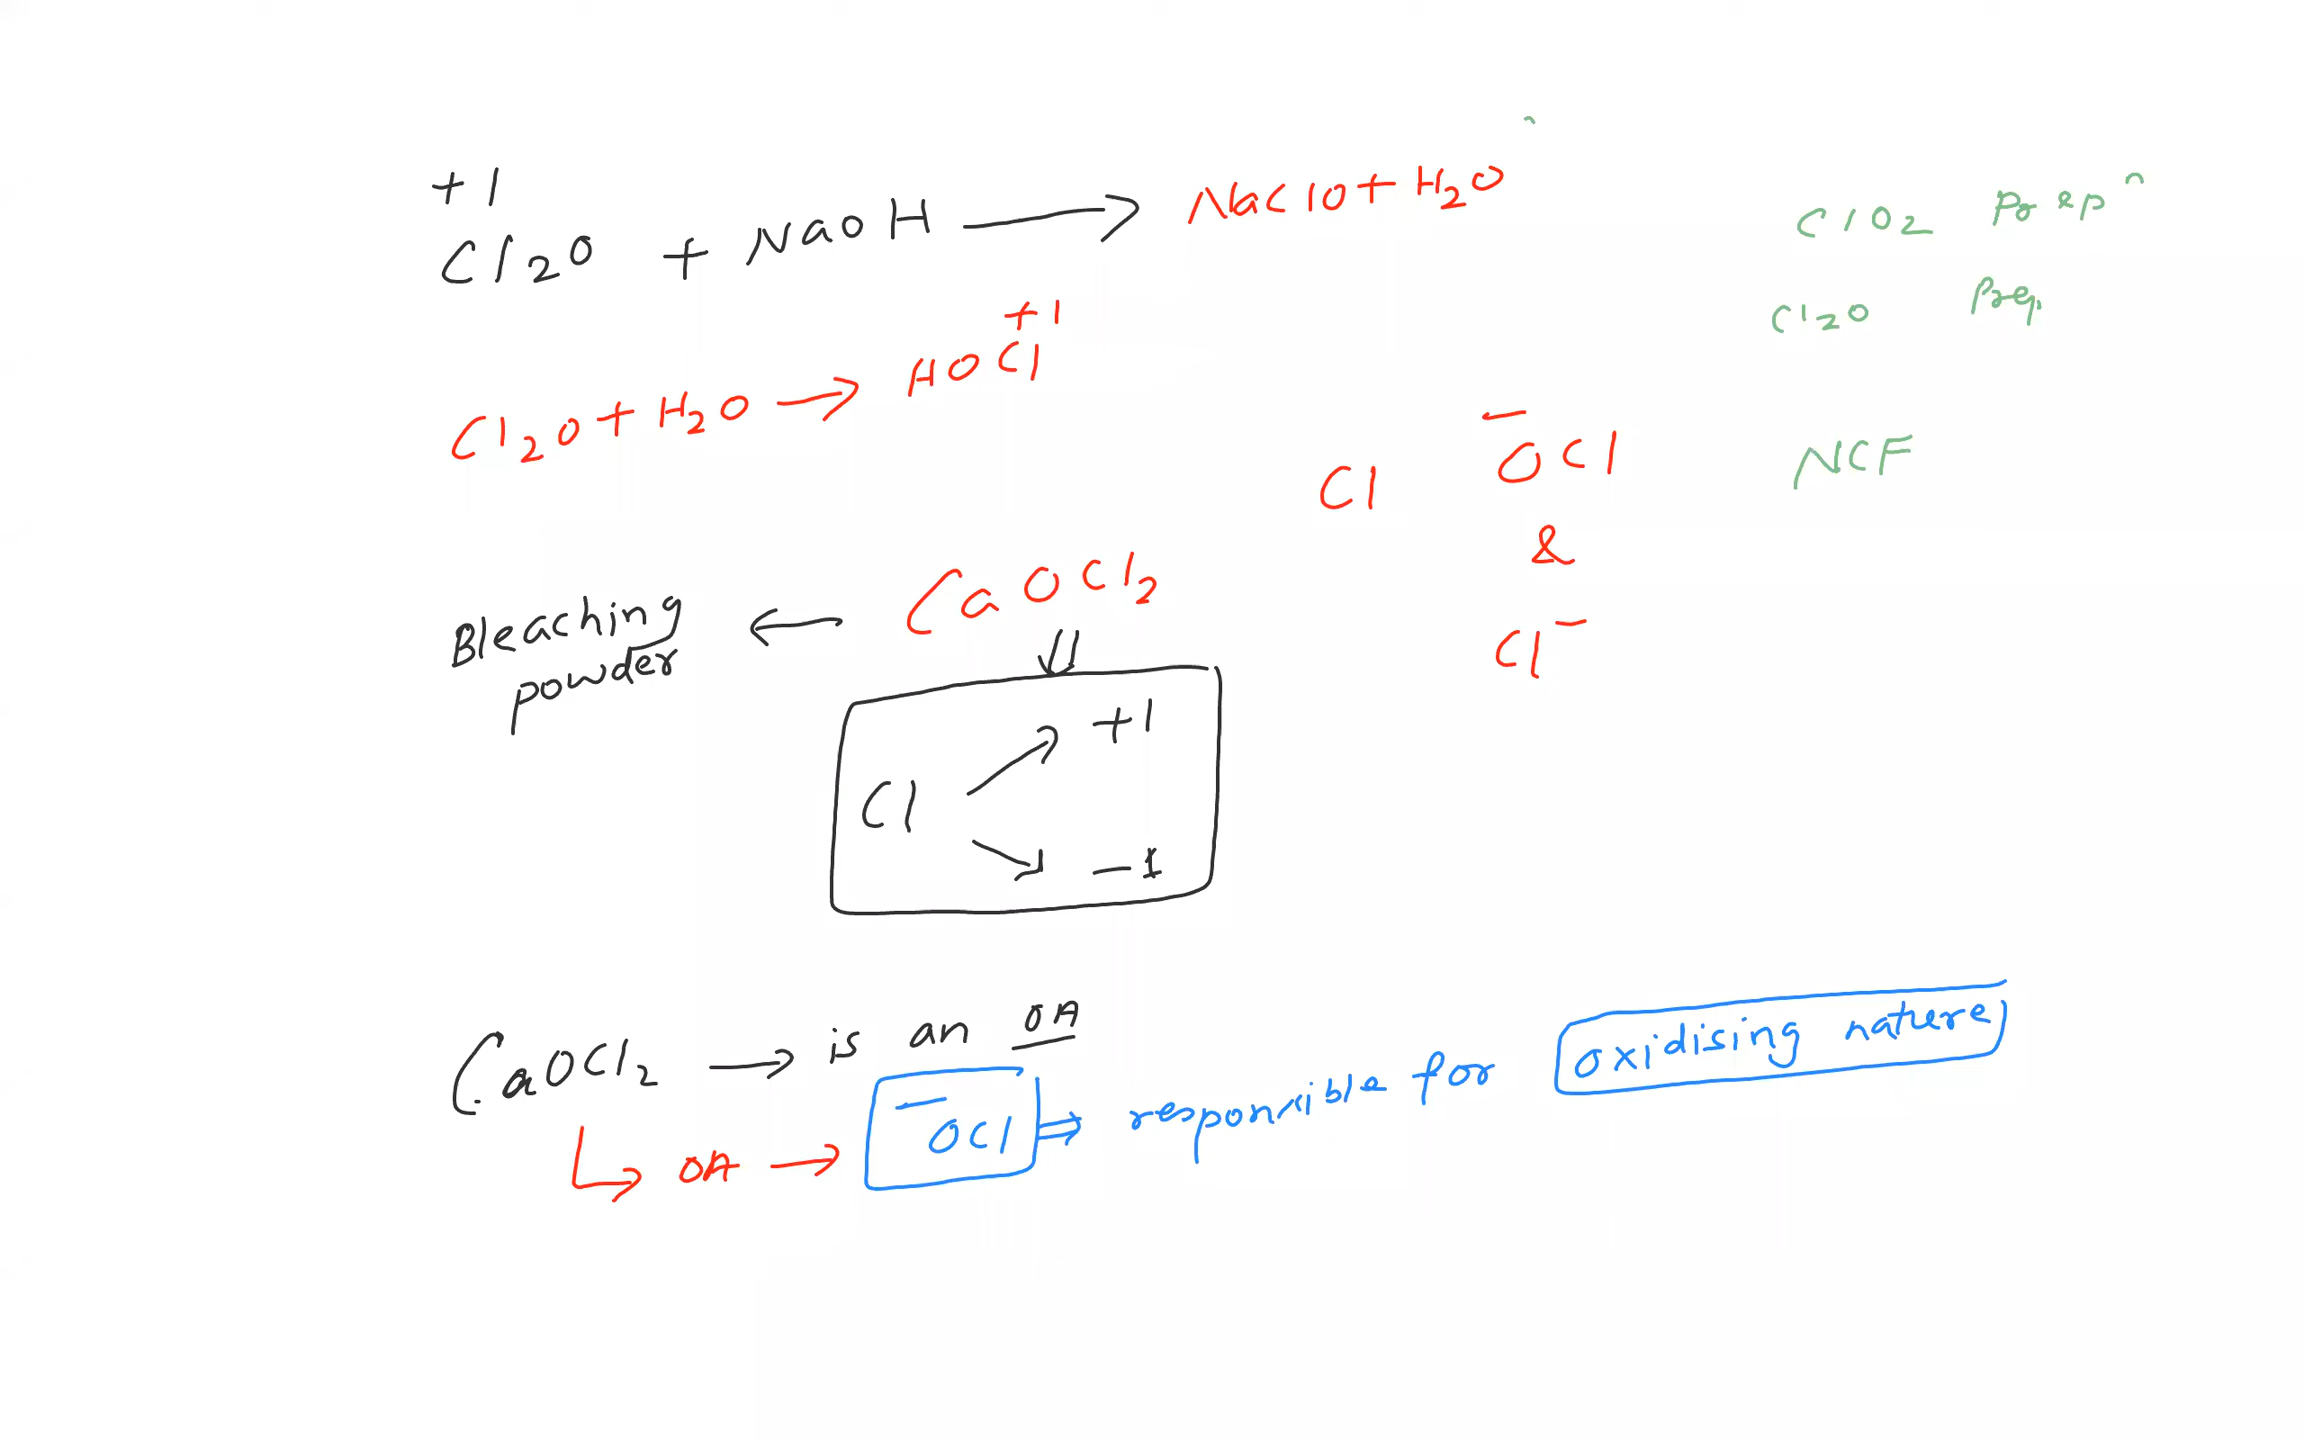 +1
Cl₂O + NaOH ⟶ NaClO + H₂O
ClO₂ Prepⁿ
Cl₂O Prep.
+1
Cl₂O + H₂O ⟶ HOCl
Cl ⁻OCl
&
Cl⁻
NCF
Bleaching powder ← CaOCl₂
⇓
Cl ↗ +1
↘ −1
CaOCl₂ ⟶ is an OA
↳ OA → ⁻OCl ⇒ responsible for oxidising nature